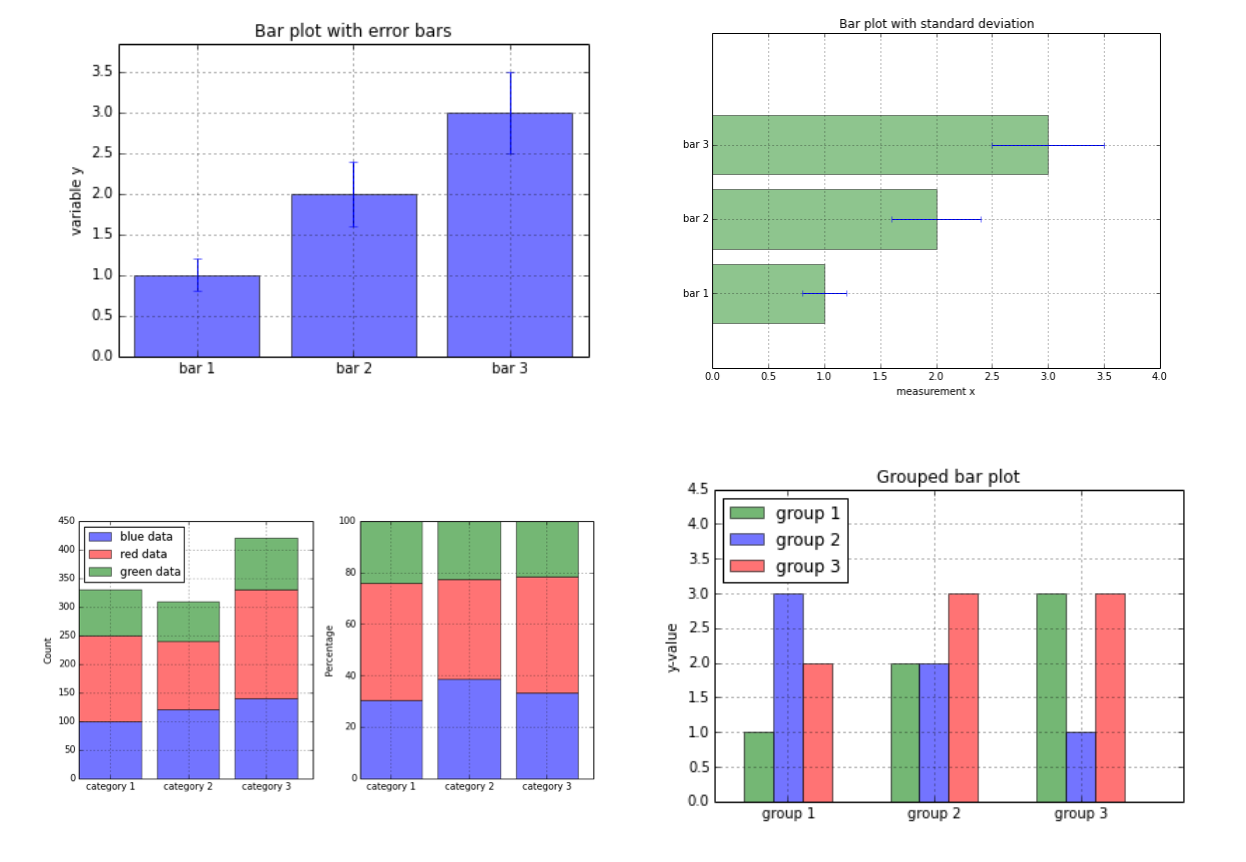 Bar plot with error bars
3.5
3.0
2.5
2.0
1.5
1.0
0.5
0.0
variable y
bar 1 bar 2 bar 3
Bar plot with standard deviation
bar 3
bar 2
bar 1
0.0 0.5 1.0 1.5 2.0 2.5 3.0 3.5 4.0
measurement x
450
400
350
300
250
200
150
100
50
0
Count
blue data
red data
green data
category 1 category 2 category 3
100
80
60
40
20
0
Percentage
category 1 category 2 category 3
Grouped bar plot
4.5
4.0
3.5
3.0
2.5
2.0
1.5
1.0
0.5
0.0
y-value
group 1
group 2
group 3
group 1 group 2 group 3